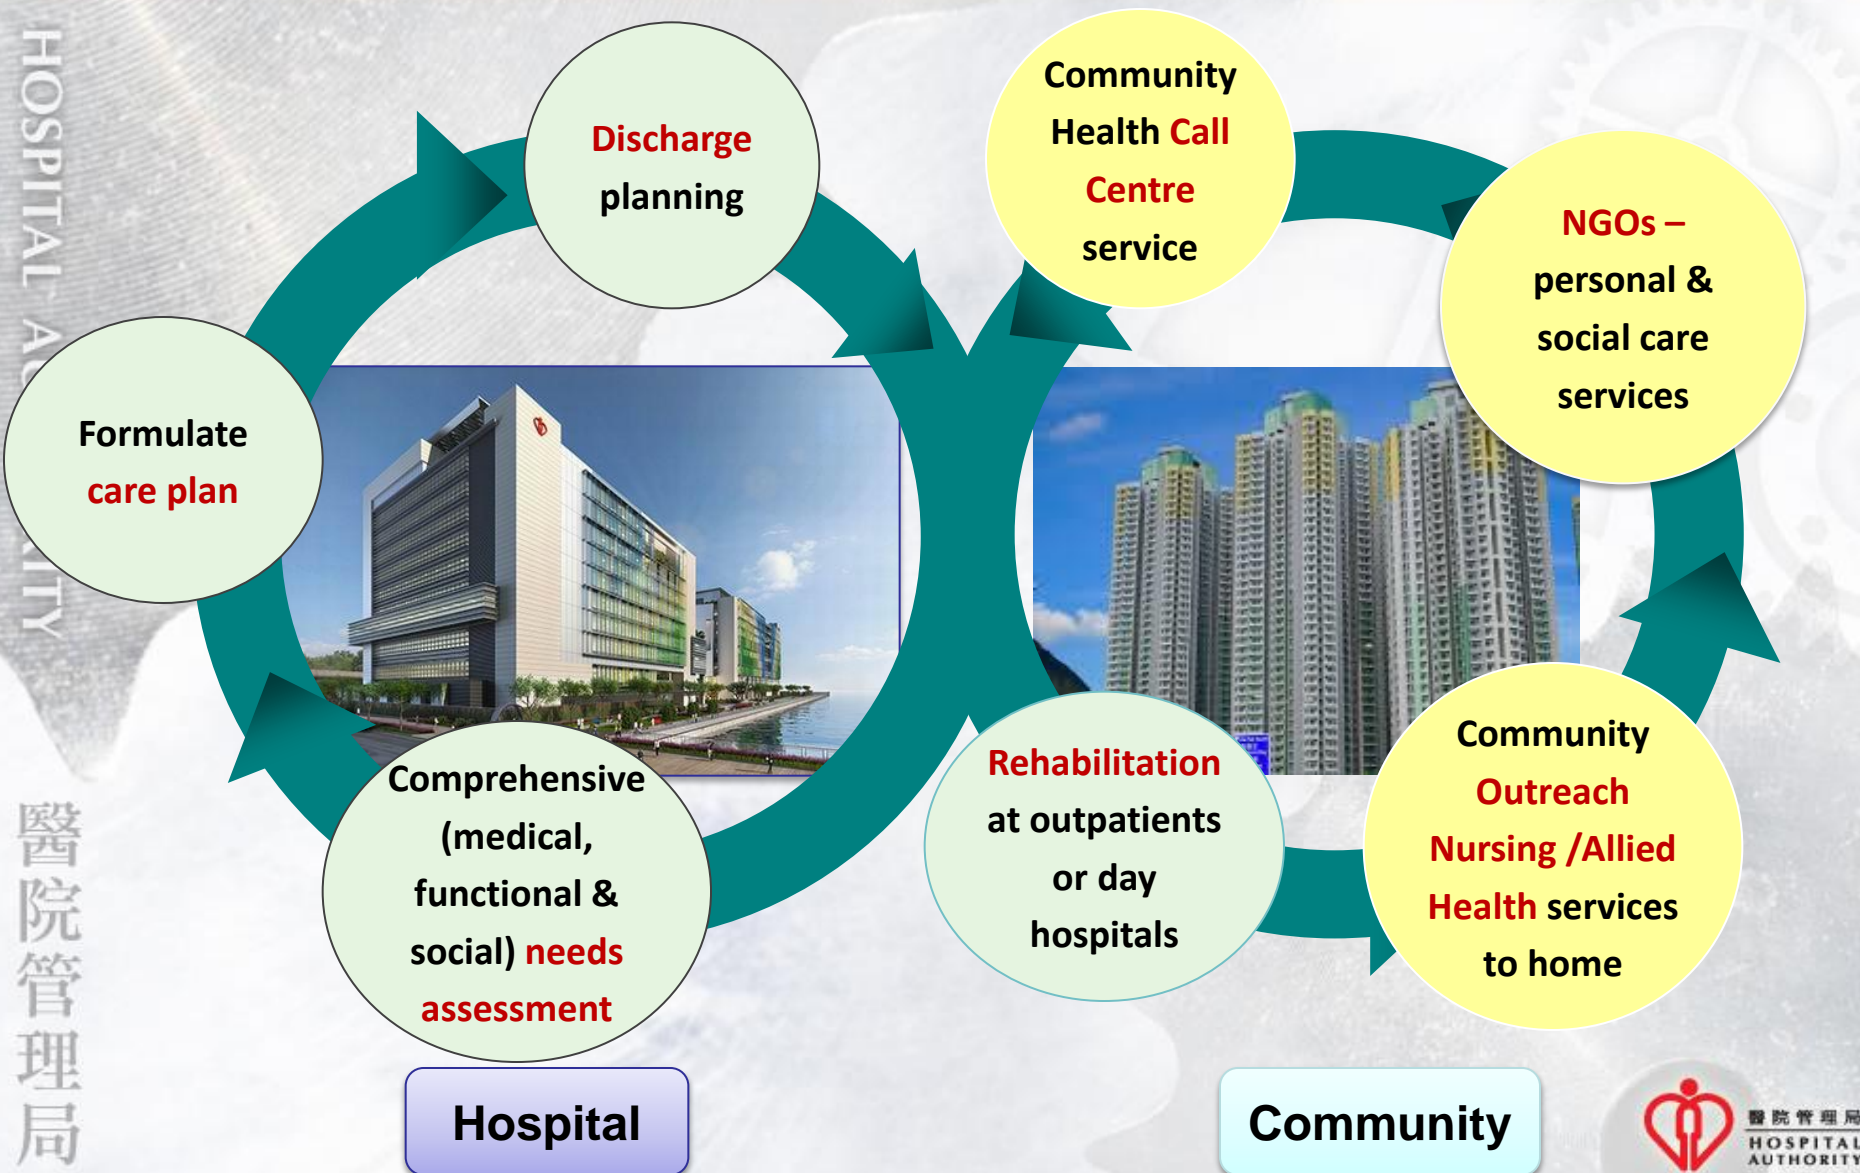 HOSPITAL AUTHORITY
醫院管理局
Discharge
planning
Formulate
care plan
Comprehensive
(medical,
functional &
social) needs
assessment
Hospital
Community
Health Call
Centre
service
NGOs –
personal &
social care
services
Rehabilitation
at outpatients
or day
hospitals
Community
Outreach
Nursing /Allied
Health services
to home
Community
醫院管理局
HOSPITAL
AUTHORITY